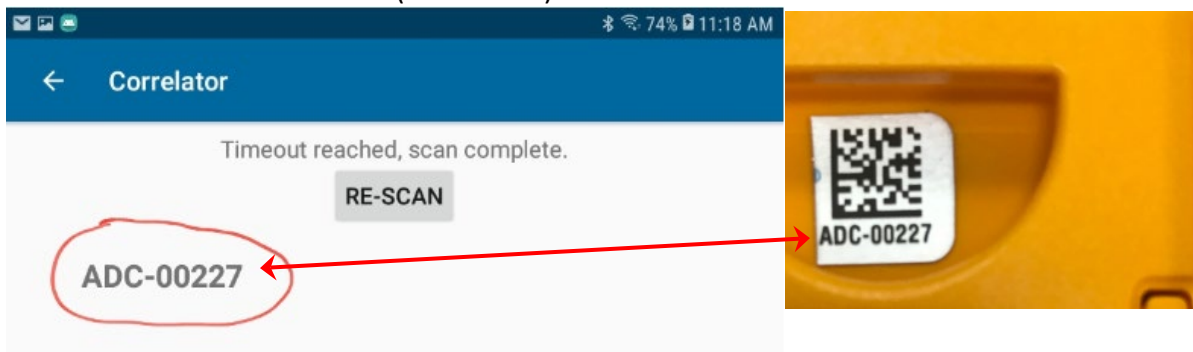 74% 11:18 AM
Correlator
Timeout reached, scan complete.
RE-SCAN
ADC-00227
ADC-00227